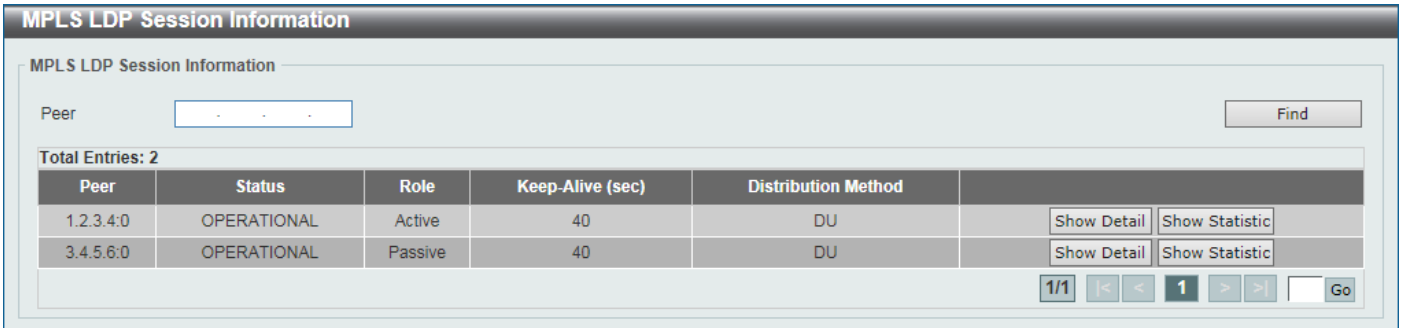 MPLS LDP Session Information
MPLS LDP Session Information
Peer . . . Find
Total Entries: 2
Peer Status Role Keep-Alive (sec) Distribution Method
1.2.3.4:0 OPERATIONAL Active 40 DU Show Detail Show Statistic
3.4.5.6:0 OPERATIONAL Passive 40 DU Show Detail Show Statistic
1/1 |< < 1 > >| Go